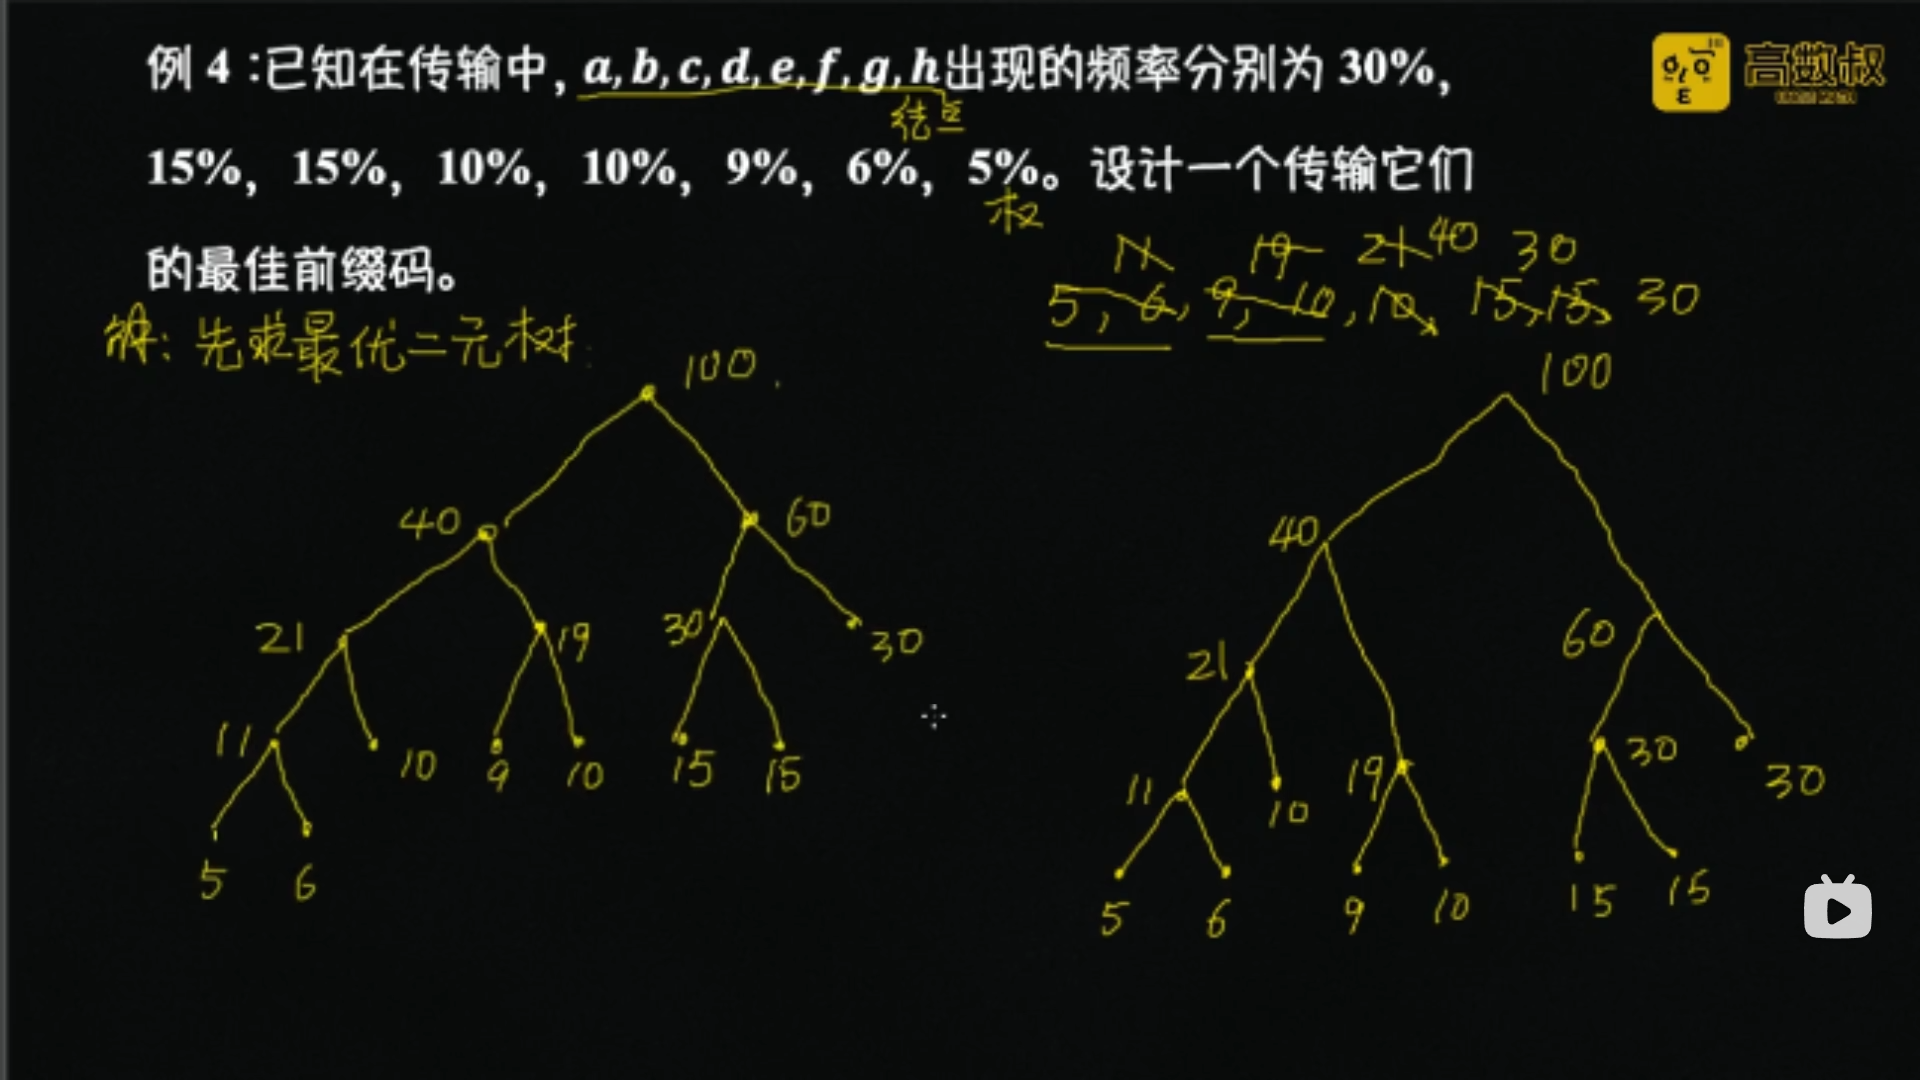 例 4 :已知在传输中, a, b, c, d, e, f, g, h出现的频率分别为 30%,
高数叔
结点
15%, 15%, 10%, 10%, 9%, 6%, 5%。设计一个传输它们
权
的最佳前缀码。
11 19 21 40 30
5, 6, 9, 10, 10, 15, 15, 30
解: 先求最优二元树:
100
100
40 60
40
21 19 30 30
21 60
11 10 9 10 15 15
11 10 19 30 30
5 6
5 6 9 10 15 15